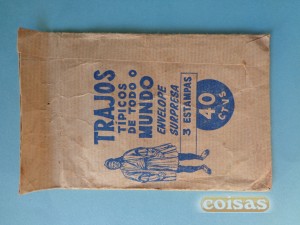 TRAJOS
TÍPICOS
DE TODO O
MUNDO
ENVELOPE
SURPRESA
3 ESTAMPAS
40
CTVS
coisas